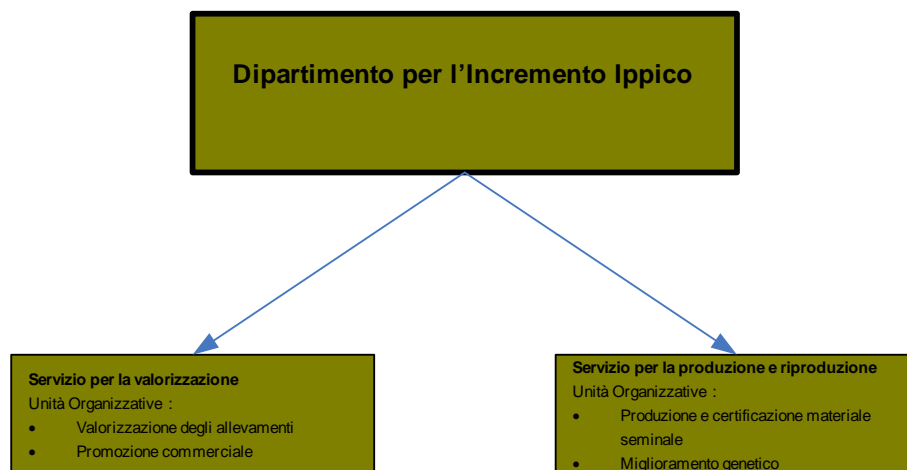 Dipartimento per l'Incremento Ippico
Servizio per la valorizzazione
Unità Organizzative :
• Valorizzazione degli allevamenti
• Promozione commerciale
Servizio per la produzione e riproduzione
Unità Organizzative :
• Produzione e certificazione materiale
seminale
• Miglioramento genetico